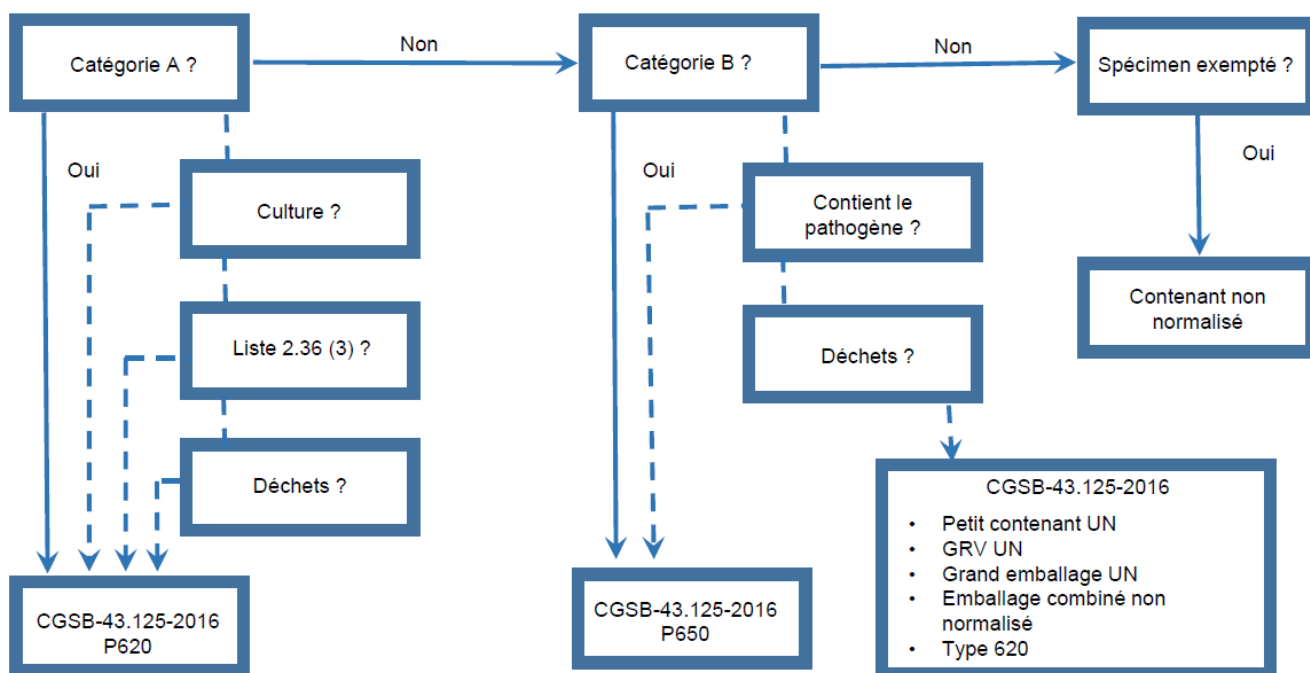 Catégorie A ?
Non
Catégorie B ?
Non
Spécimen exempté ?
Oui
Culture ?
Oui
Contient le
pathogène ?
Oui
Contenant non
normalisé
Liste 2.36 (3) ?
Déchets ?
Déchets ?
CGSB-43.125-2016
P620
CGSB-43.125-2016
P650
CGSB-43.125-2016
• Petit contenant UN
• GRV UN
• Grand emballage UN
• Emballage combiné non
normalisé
• Type 620